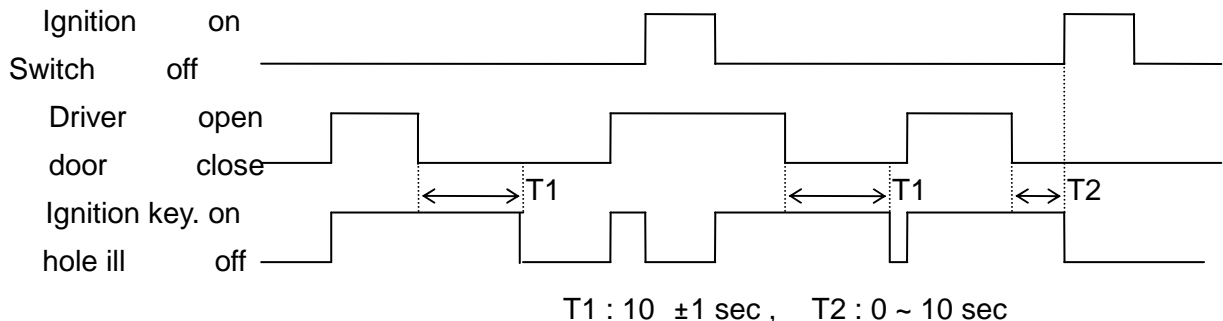 Ignition on
Switch off
Driver open
door close
T1 T1 T2
Ignition key. on
hole ill off
T1 : 10 ±1 sec , T2 : 0 ~ 10 sec